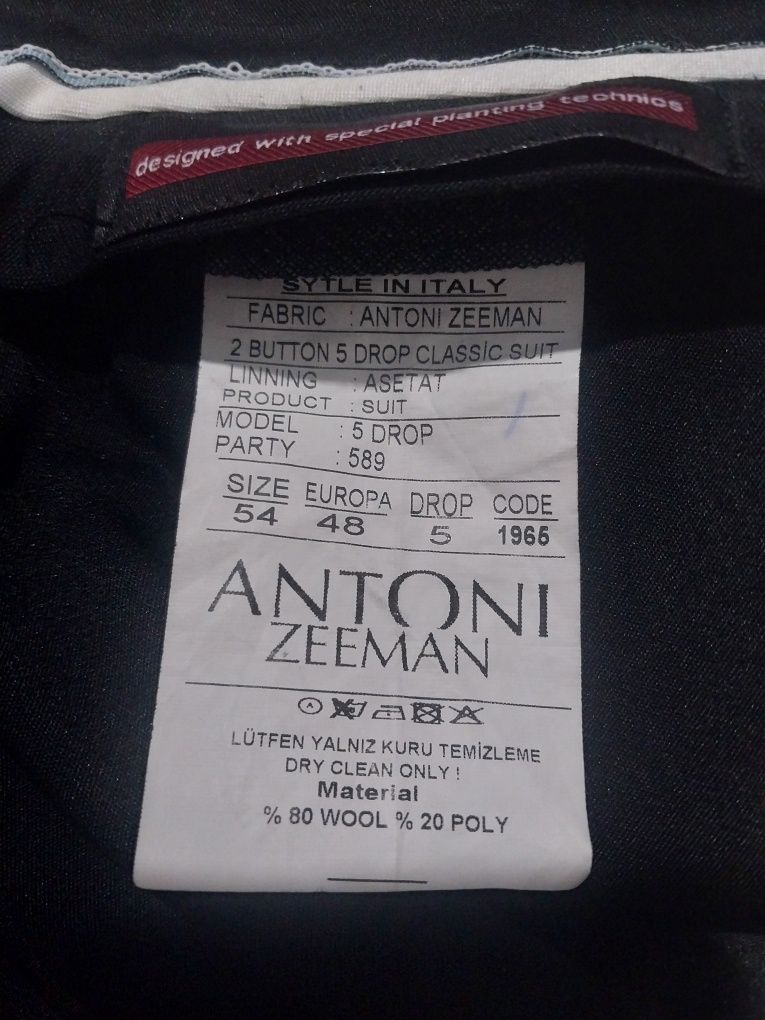 designed with special planting technics
SYTLE IN ITALY
FABRIC : ANTONI ZEEMAN
2 BUTTON 5 DROP CLASSİC SUIT
LINNING : ASETAT
PRODUCT : SUIT
MODEL : 5 DROP
PARTY : 589
SIZE EUROPA DROP CODE
54 48 5 1965
ANTONI
ZEEMAN
LÜTFEN YALNIZ KURU TEMİZLEME
DRY CLEAN ONLY !
Material
% 80 WOOL % 20 POLY